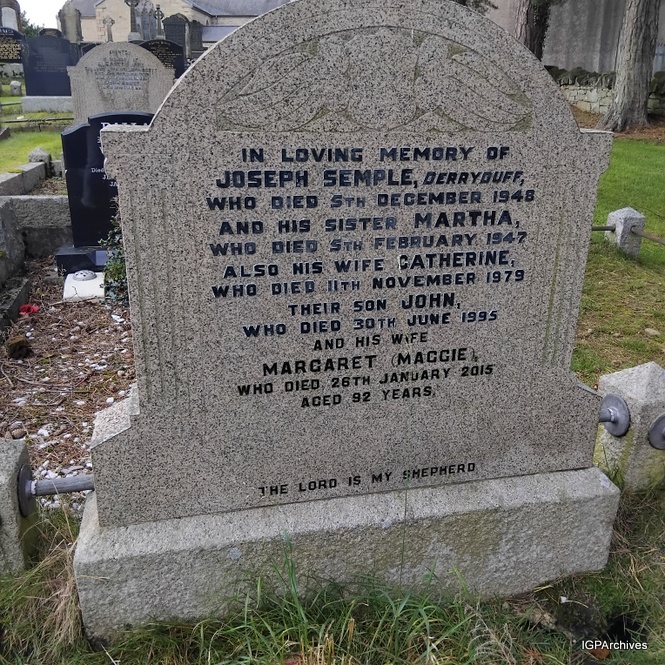 IN LOVING MEMORY OF
JOSEPH SEMPLE, DERRYDUFF,
WHO DIED 5TH DECEMBER 1948
AND HIS SISTER MARTHA,
WHO DIED 5TH FEBRUARY 1947
ALSO HIS WIFE CATHERINE,
WHO DIED 11TH NOVEMBER 1979
THEIR SON JOHN,
WHO DIED 30TH JUNE 1995
AND HIS WIFE
MARGARET (MAGGIE),
WHO DIED 26TH JANUARY 2015
AGED 92 YEARS.
THE LORD IS MY SHEPHERD
IGPArchives